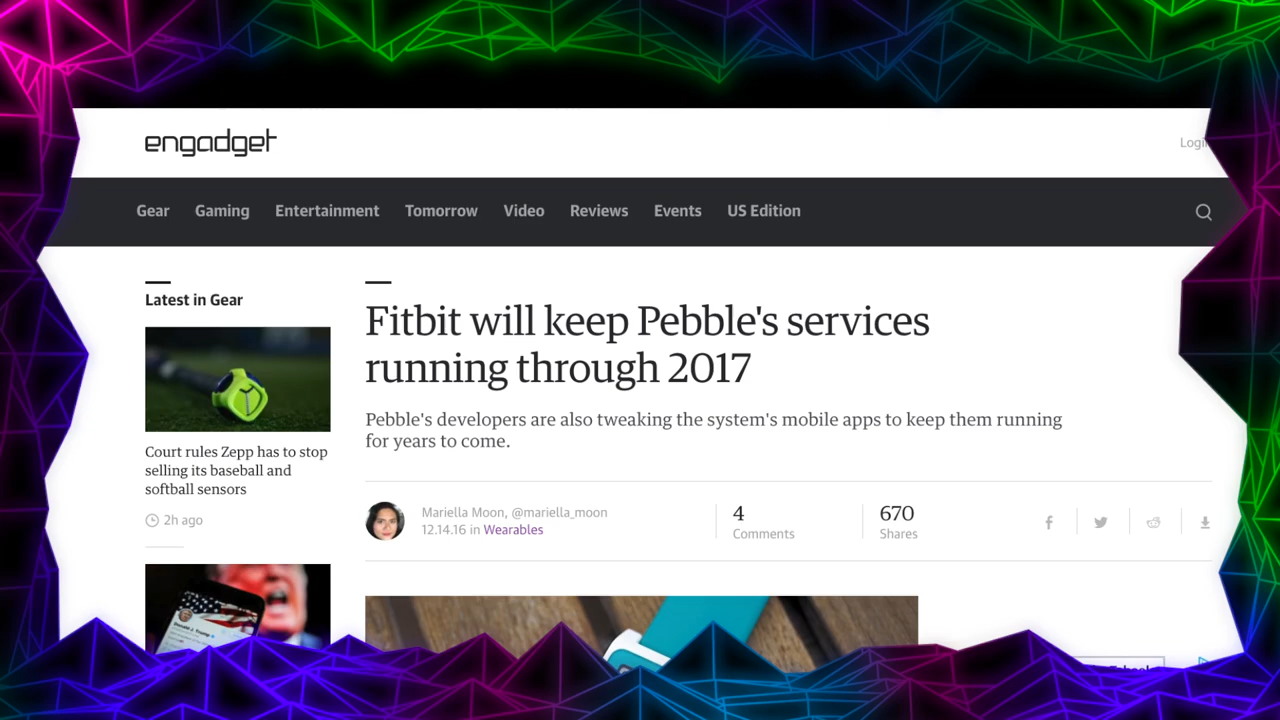 engadget
Login
Gear Gaming Entertainment Tomorrow Video Reviews Events US Edition
Latest in Gear
Court rules Zepp has to stop
selling its baseball and
softball sensors
2h ago
Fitbit will keep Pebble's services
running through 2017
Pebble's developers are also tweaking the system's mobile apps to keep them running
for years to come.
Mariella Moon, @mariella_moon
12.14.16 in Wearables
4
Comments
670
Shares
Donald J. Trump